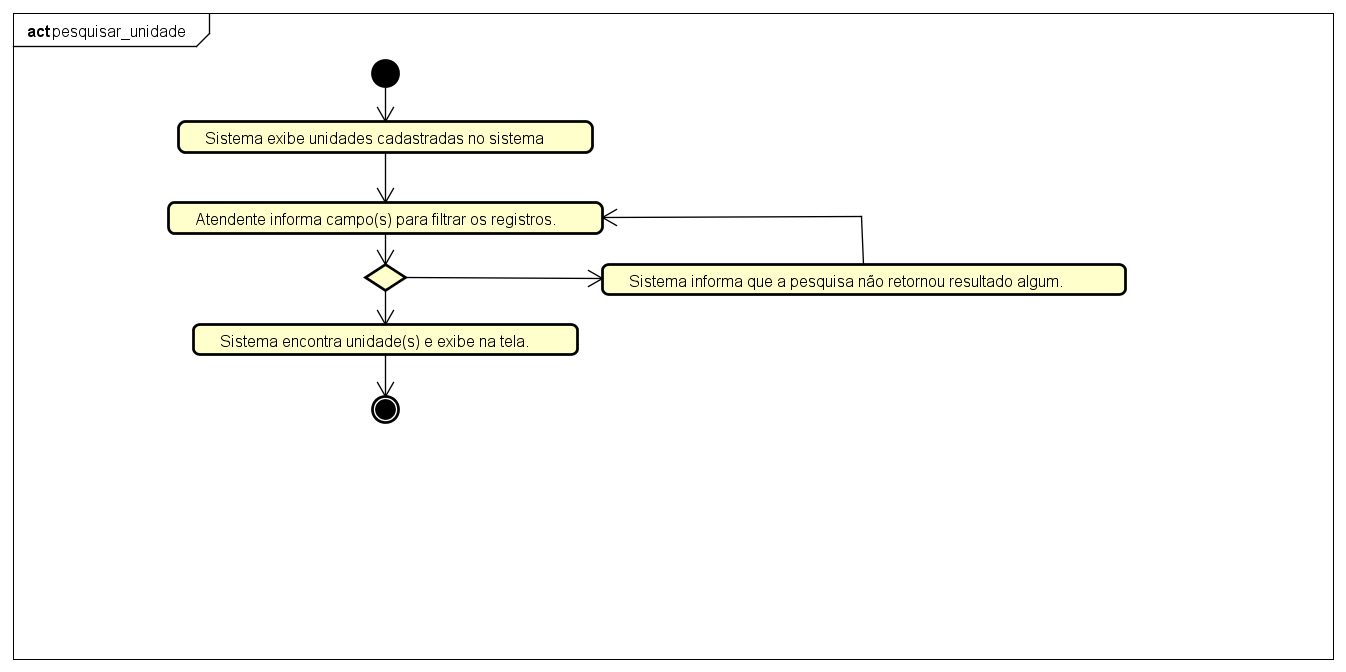 act pesquisar_unidade
Sistema exibe unidades cadastradas no sistema
Atendente informa campo(s) para filtrar os registros.
Sistema informa que a pesquisa não retornou resultado algum.
Sistema encontra unidade(s) e exibe na tela.